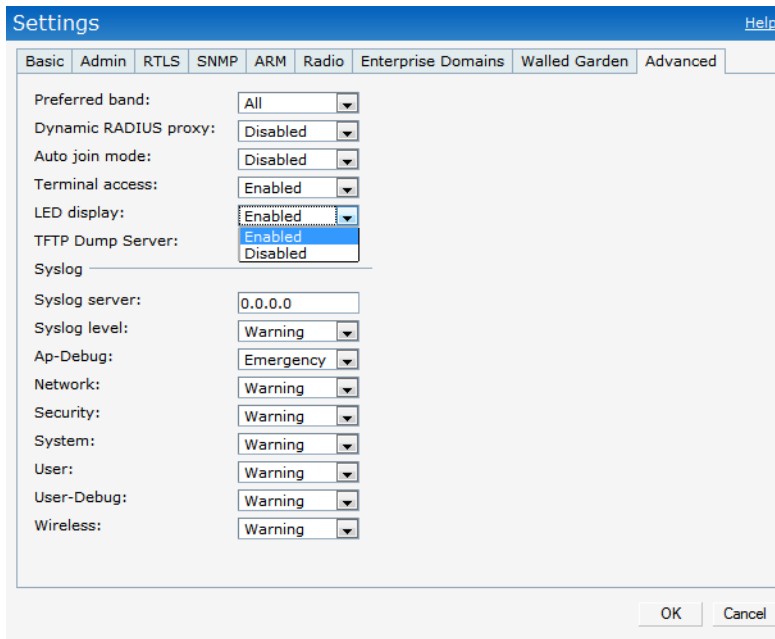 Settings
Help
Basic Admin RTLS SNMP ARM Radio Enterprise Domains Walled Garden Advanced
Preferred band: All
Dynamic RADIUS proxy: Disabled
Auto join mode: Disabled
Terminal access: Enabled
LED display: Enabled
Enabled
Disabled
TFTP Dump Server:
Syslog
Syslog server: 0.0.0.0
Syslog level: Warning
Ap-Debug: Emergency
Network: Warning
Security: Warning
System: Warning
User: Warning
User-Debug: Warning
Wireless: Warning
OK Cancel